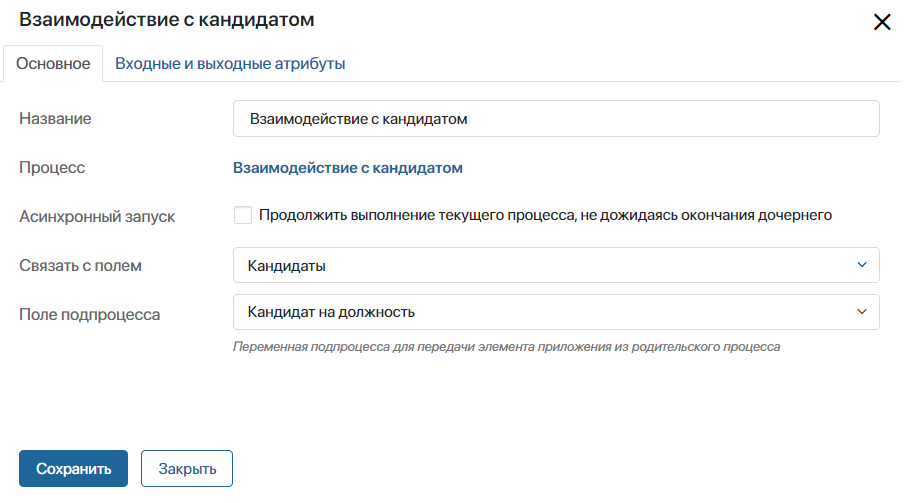 Взаимодействие с кандидатом
Основное
Входные и выходные атрибуты
Название
Взаимодействие с кандидатом
Процесс
Взаимодействие с кандидатом
Асинхронный запуск
Продолжить выполнение текущего процесса, не дожидаясь окончания дочернего
Связать с полем
Кандидаты
Поле подпроцесса
Кандидат на должность
Переменная подпроцесса для передачи элемента приложения из родительского процесса
Сохранить
Закрыть